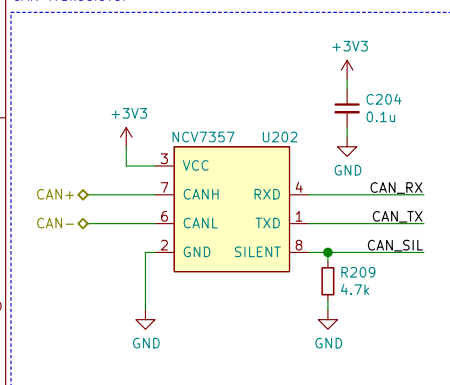 +3V3
C204
0.1u
GND
+3V3
NCV7357 U202
3 VCC
CAN+ 7 CANH RXD 4 CAN_RX
CAN- 6 CANL TXD 1 CAN_TX
2 GND SILENT 8 CAN_SIL
R209
4.7k
GND GND